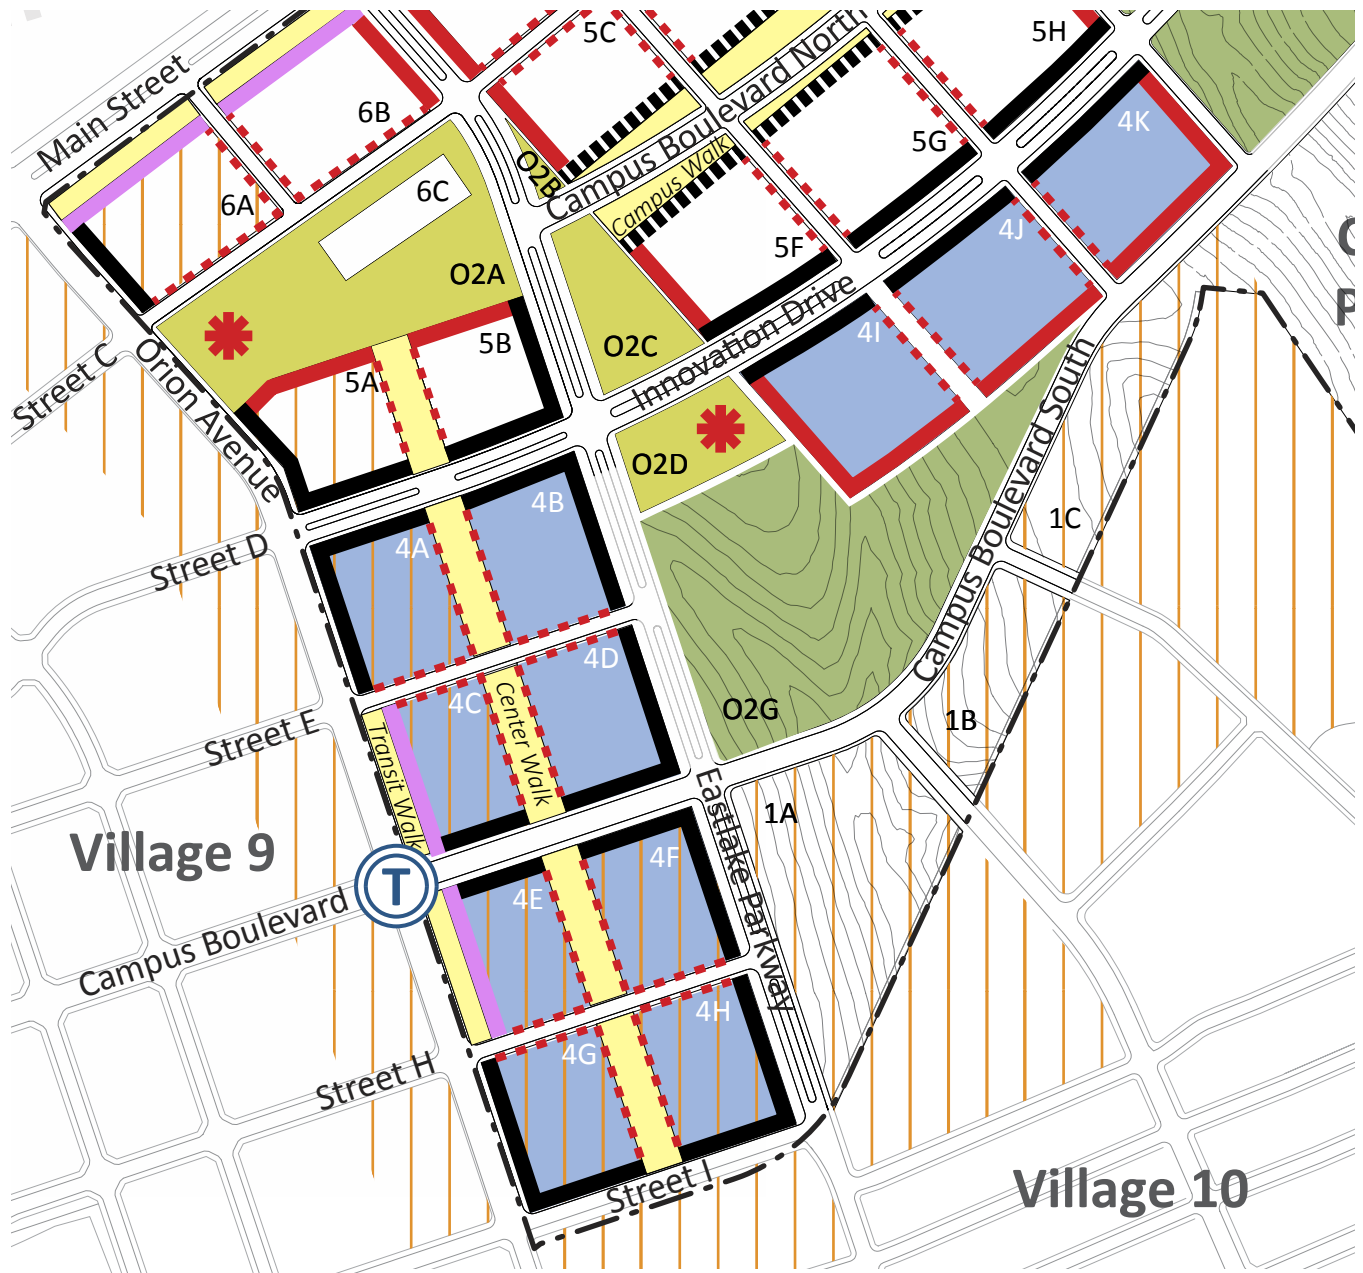 5C
5H
Main Street
6B
Campus Boulevard North
4K
5G
O2B
Campus Walk
6A
6C
4J
5F
O2A
Innovation Drive
4I
5B
O2C
5A
Street C
Orion Avenue
O2D
Campus Boulevard South
4B
1C
4A
Street D
4D
4C
Center Walk
O2G
1B
Street E
Transit Walk
Eastlake Parkway
1A
Village 9
4F
T
4E
Campus Boulevard
4H
4G
Street H
Street I
Village 10